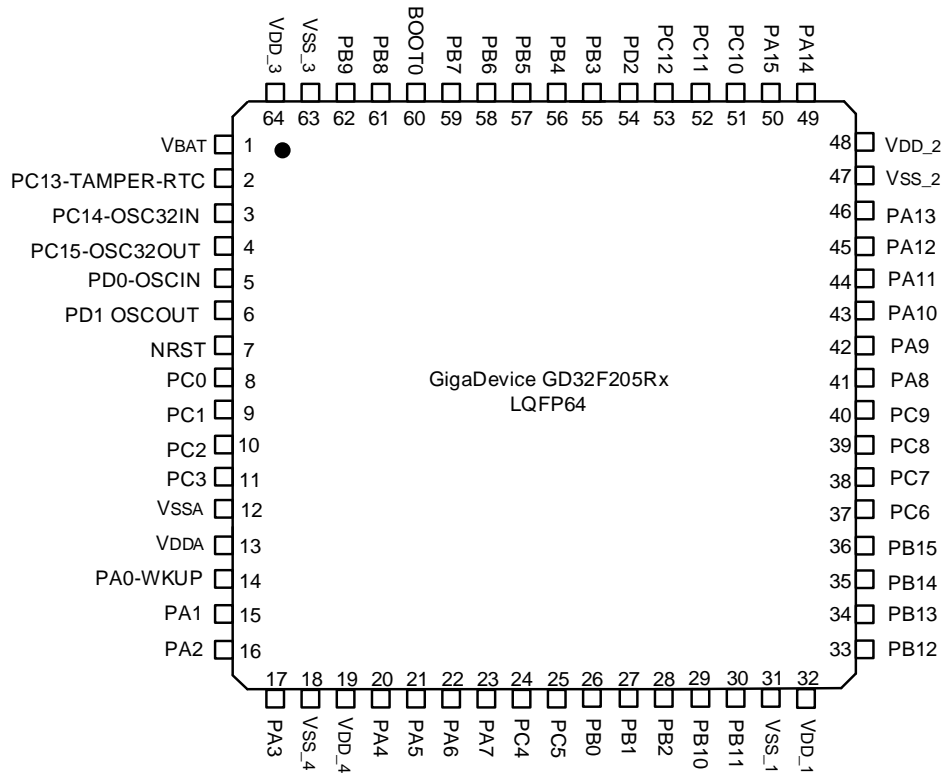 VDD_3 VSS_3 PB9 PB8 BOOT0 PB7 PB6 PB5 PB4 PB3 PD2 PC12 PC11 PC10 PA15 PA14
64 63 62 61 60 59 58 57 56 55 54 53 52 51 50 49
VBAT 1
PC13-TAMPER-RTC 2
PC14-OSC32IN 3
PC15-OSC32OUT 4
PD0-OSCIN 5
PD1 OSCOUT 6
NRST 7
PC0 8
PC1 9
PC2 10
PC3 11
VSSA 12
VDDA 13
PA0-WKUP 14
PA1 15
PA2 16
GigaDevice GD32F205Rx
LQFP64
48 VDD_2
47 VSS_2
46 PA13
45 PA12
44 PA11
43 PA10
42 PA9
41 PA8
40 PC9
39 PC8
38 PC7
37 PC6
36 PB15
35 PB14
34 PB13
33 PB12
17 18 19 20 21 22 23 24 25 26 27 28 29 30 31 32
PA3 VSS_4 VDD_4 PA4 PA5 PA6 PA7 PC4 PC5 PB0 PB1 PB2 PB10 PB11 VSS_1 VDD_1